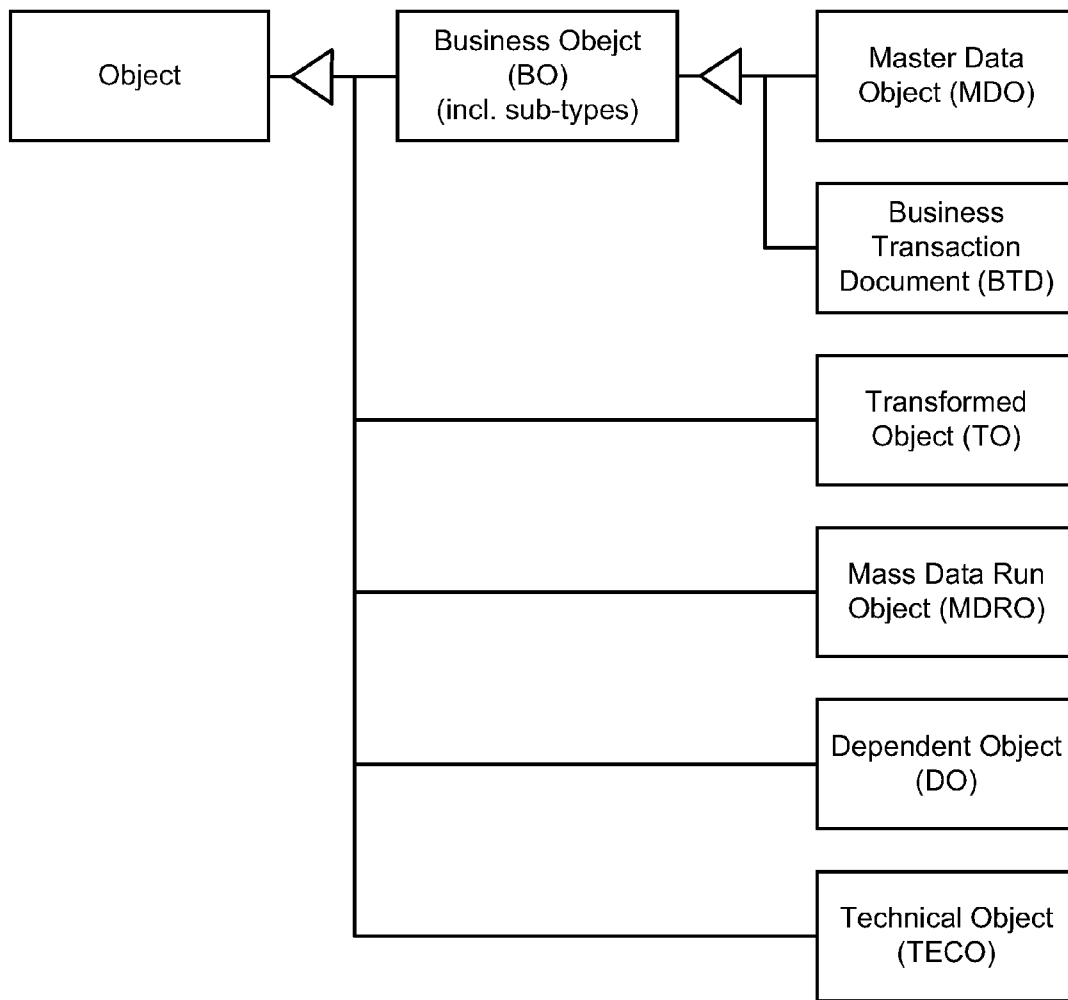 Object
Business Obejct
(BO)
(incl. sub-types)
Master Data
Object (MDO)
Business
Transaction
Document (BTD)
Transformed
Object (TO)
Mass Data Run
Object (MDRO)
Dependent Object
(DO)
Technical Object
(TECO)